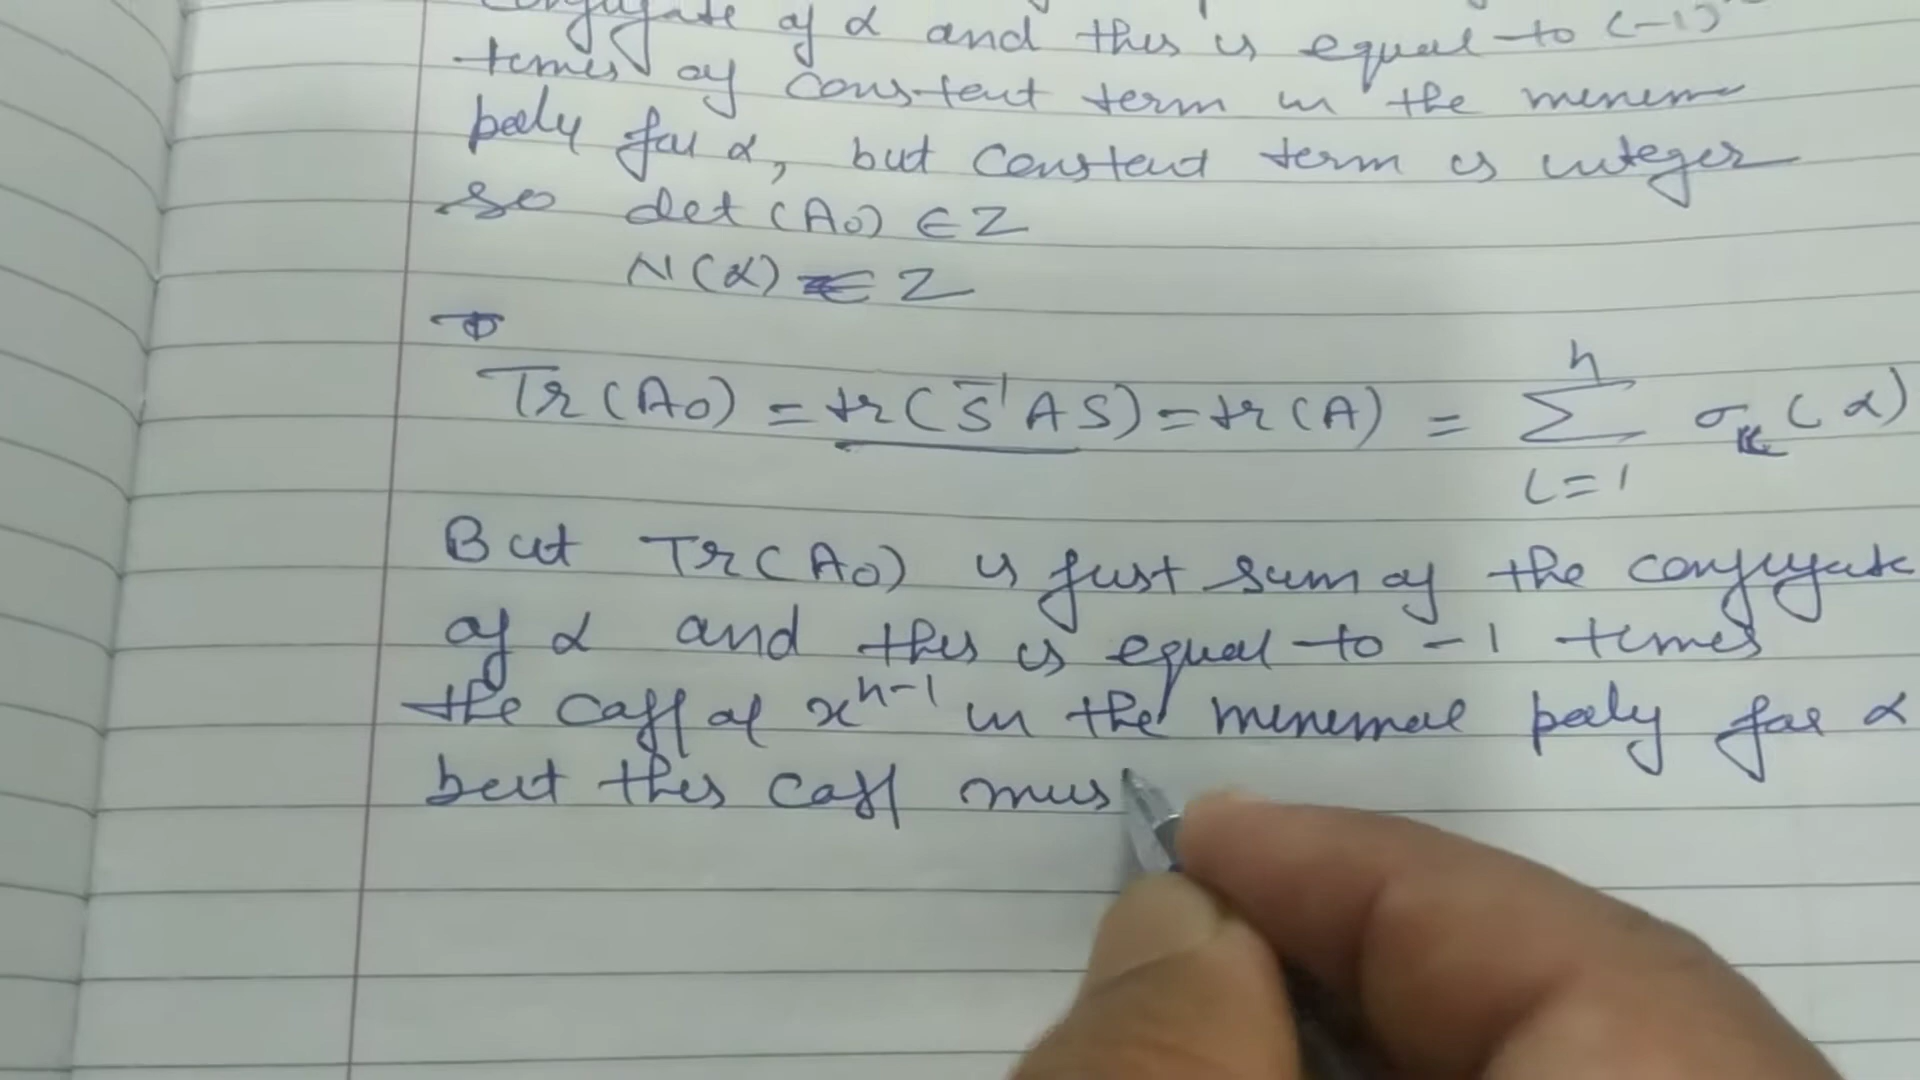 conjugate of α and this is equal to (-1)
times of constant term in the minem
poly for α, but constant term is integer
so det (A₀) ∈ Z
N(α) ∈ Z
Tr(A₀) = tr(S⁻¹AS) = tr(A) = ∑ᵢ₌₁ⁿ σₖ(α)
But Tr(A₀) is just sum of the conjugate
of α and this is equal to -1 times
the coff of xⁿ⁻¹ in the minimal poly for α
but this coff mus